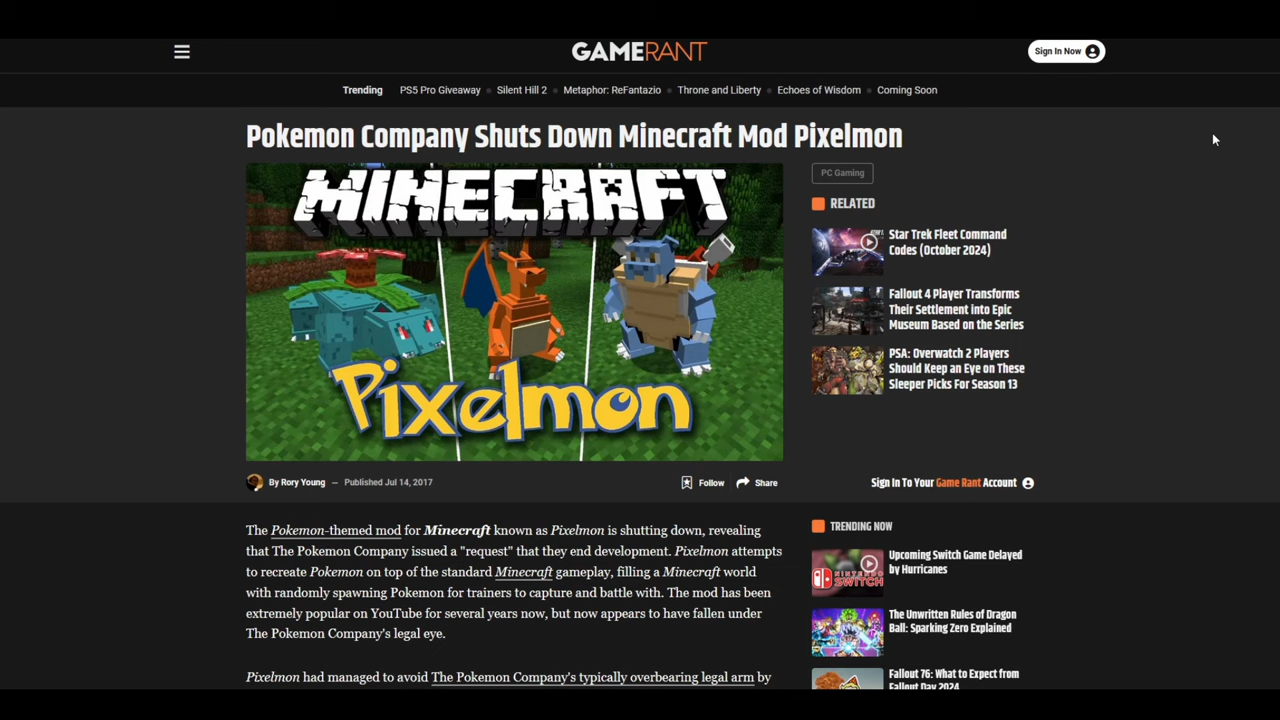 GAMERANT
Sign In Now
Trending PS5 Pro Giveaway Silent Hill 2 Metaphor: ReFantazio Throne and Liberty Echoes of Wisdom Coming Soon
Pokemon Company Shuts Down Minecraft Mod Pixelmon
MINECRAFT
Pixelmon
By Rory Young — Published Jul 14, 2017
Follow
Share
The Pokemon-themed mod for Minecraft known as Pixelmon is shutting down, revealing
that The Pokemon Company issued a "request" that they end development. Pixelmon attempts
to recreate Pokemon on top of the standard Minecraft gameplay, filling a Minecraft world
with randomly spawning Pokemon for trainers to capture and battle with. The mod has been
extremely popular on YouTube for several years now, but now appears to have fallen under
The Pokemon Company's legal eye.
Pixelmon had managed to avoid The Pokemon Company's typically overbearing legal arm by
PC Gaming
RELATED
Star Trek Fleet Command
Codes (October 2024)
Fallout 4 Player Transforms
Their Settlement into Epic
Museum Based on the Series
PSA: Overwatch 2 Players
Should Keep an Eye on These
Sleeper Picks For Season 13
Sign In To Your Game Rant Account
TRENDING NOW
NINTENDO
SWITCH
Upcoming Switch Game Delayed
by Hurricanes
The Unwritten Rules of Dragon
Ball: Sparking Zero Explained
Fallout 76: What to Expect from
Fallout Day 2024